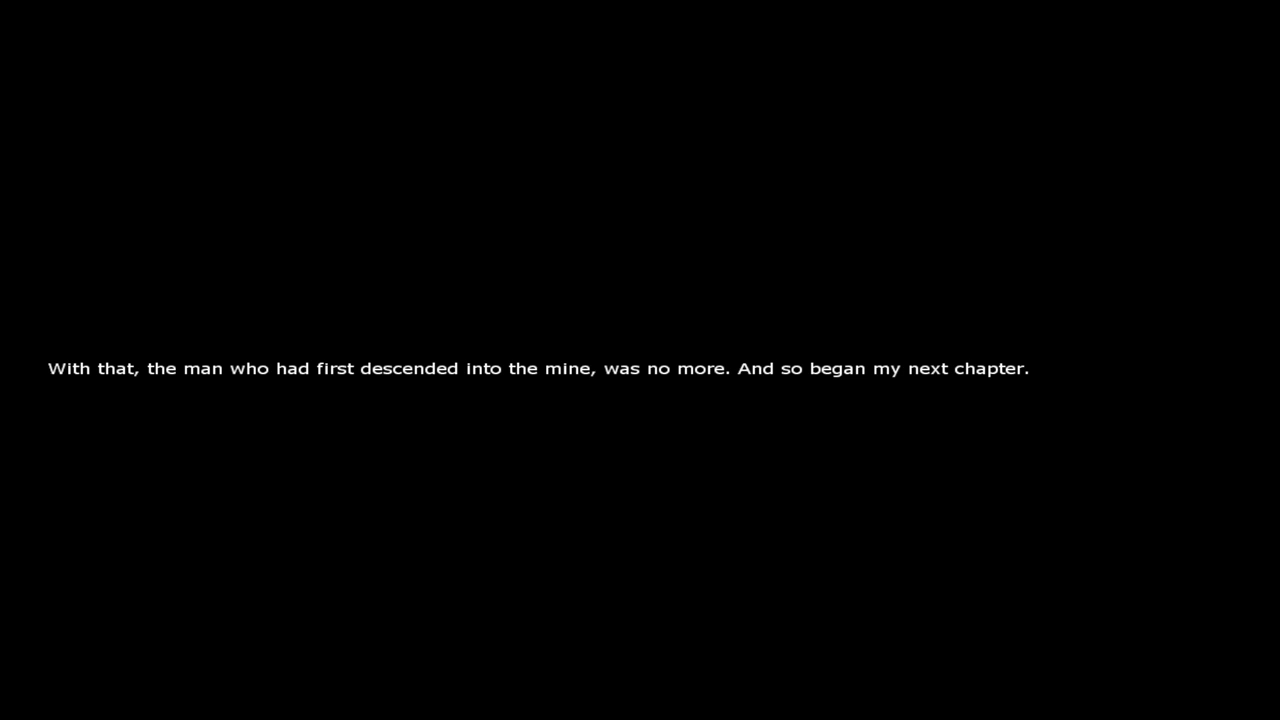 With that, the man who had first descended into the mine, was no more. And so began my next chapter.